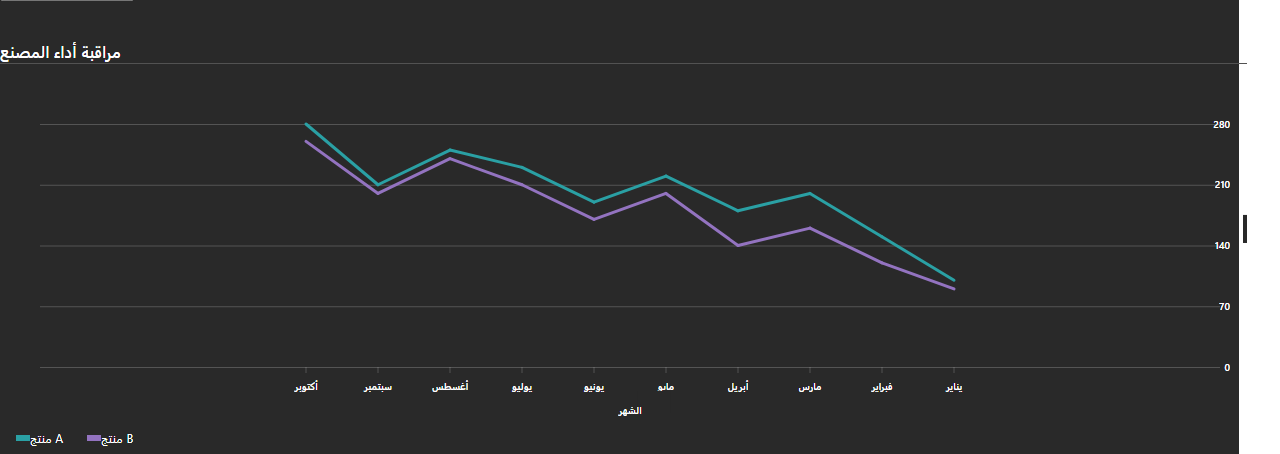 مراقبة أداء المصنع
280
210
140
70
0
يناير فبراير مارس أبريل مايو يونيو يوليو أغسطس سبتمبر أكتوبر
الشهر
منتج A
منتج B